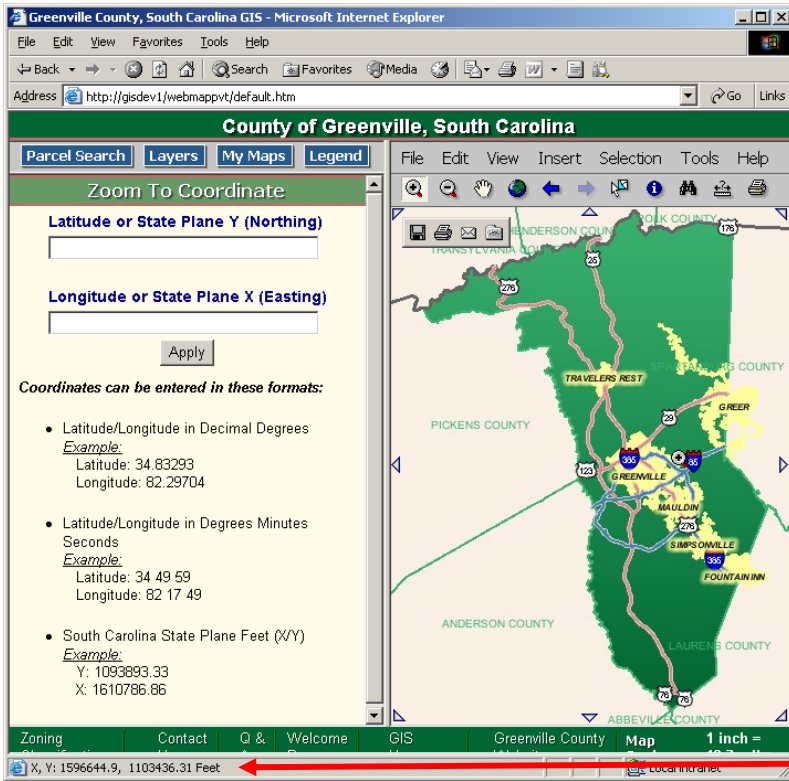 Greenville County, South Carolina GIS - Microsoft Internet Explorer
File Edit View Favorites Tools Help
Back Search Favorites Media
Address http://gisdev1/webmappvt/default.htm Go Links
County of Greenville, South Carolina
Parcel Search Layers My Maps Legend
File Edit View Insert Selection Tools Help
Zoom To Coordinate
Latitude or State Plane Y (Northing)
Longitude or State Plane X (Easting)
Apply
Coordinates can be entered in these formats:
Latitude/Longitude in Decimal Degrees
Example:
Latitude: 34.83293
Longitude: 82.29704
Latitude/Longitude in Degrees Minutes
Seconds
Example:
Latitude: 34 49 59
Longitude: 82 17 49
South Carolina State Plane Feet (X/Y)
Example:
Y: 1093893.33
X: 1610786.86
POLK COUNTY
176
25
276
TRAVELERS REST
COUNTY
GREER
PICKENS COUNTY
29
385
85
123
GREENVILLE
MAULDIN
276
SIMPSONVILLE
385
FOUNTAIN INN
ANDERSON COUNTY
LAURENS COUNTY
76
76
ABBEVILLE COUNTY
Zoning Contact Q & Welcome GIS Greenville County Map 1 inch =
X, Y: 1596644.9, 1103436.31 Feet
Local intranet